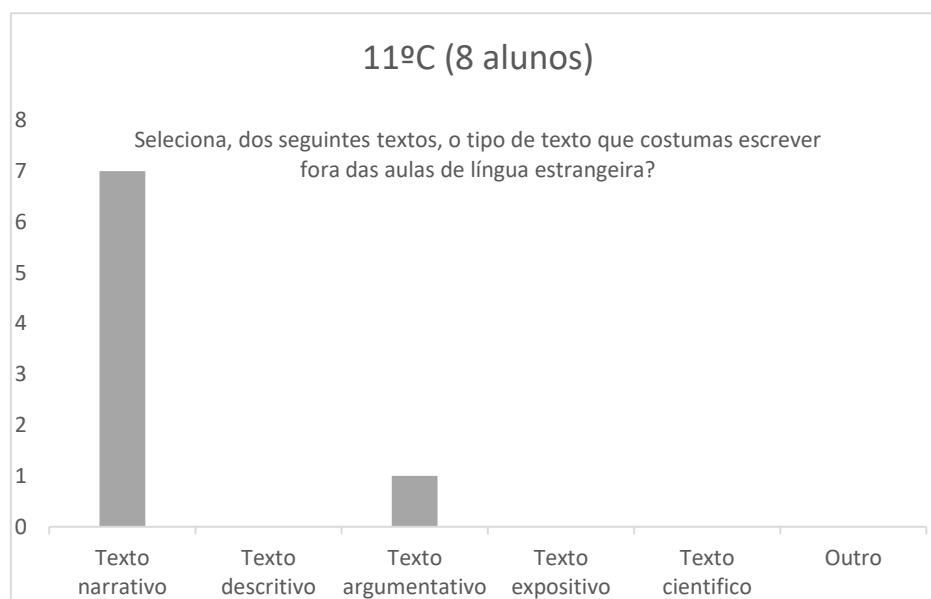 11ºC (8 alunos)
Seleciona, dos seguintes textos, o tipo de texto que costumas escrever
fora das aulas de língua estrangeira?
8
7
6
5
4
3
2
1
0
Texto narrativo
Texto descritivo
Texto argumentativo
Texto expositivo
Texto cientifico
Outro